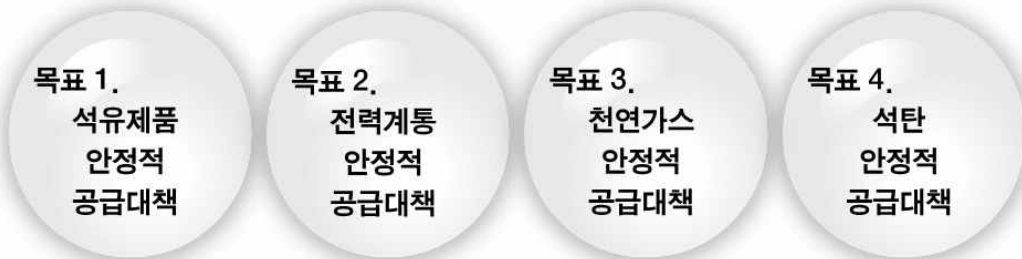 목표 1.
석유제품
안정적
공급대책
목표 2.
전력계통
안정적
공급대책
목표 3.
천연가스
안정적
공급대책
목표 4.
석탄
안정적
공급대책